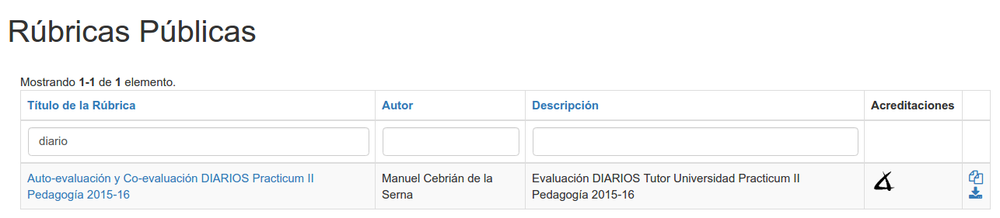 Rúbricas Públicas
Mostrando 1-1 de 1 elemento.
Título de la Rúbrica Autor Descripción Acreditaciones
diario
Auto-evaluación y Co-evaluación DIARIOS Practicum II Manuel Cebrián de la Evaluación DIARIOS Tutor Universidad Practicum II
Pedagogía 2015-16 Serna Pedagogía 2015-16